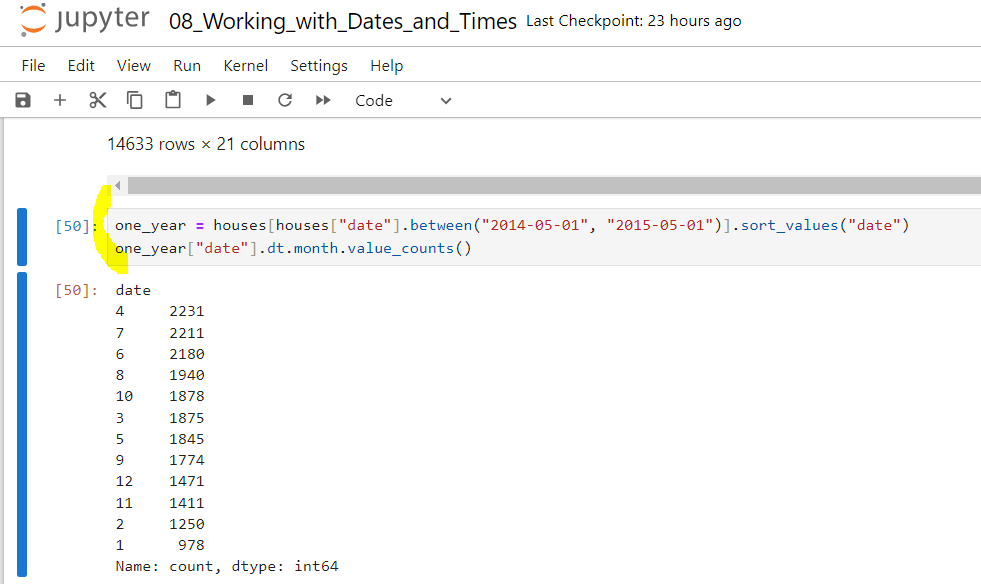 jupyter 08_Working_with_Dates_and_Times Last Checkpoint: 23 hours ago
File Edit View Run Kernel Settings Help
Code
14633 rows × 21 columns
[50]: one_year = houses[houses["date"].between("2014-05-01", "2015-05-01")].sort_values("date")
one_year["date"].dt.month.value_counts()
[50]: date
4 2231
7 2211
6 2180
8 1940
10 1878
3 1875
5 1845
9 1774
12 1471
11 1411
2 1250
1 978
Name: count, dtype: int64